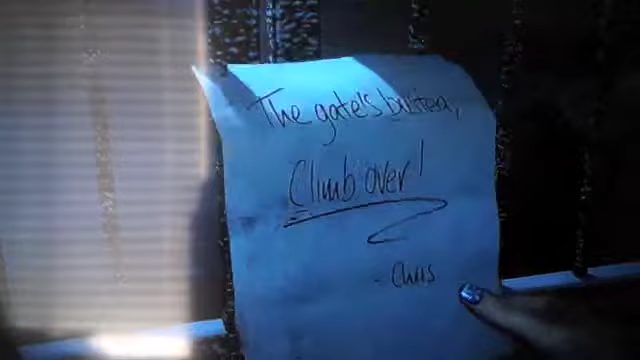 The gate's busted,
Climb over!
- Chris